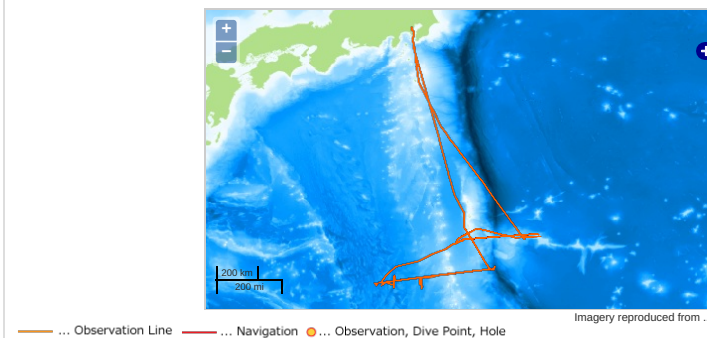 +
−
200 km
200 mi
Imagery reproduced from .
... Observation Line ... Navigation ... Observation, Dive Point, Hole